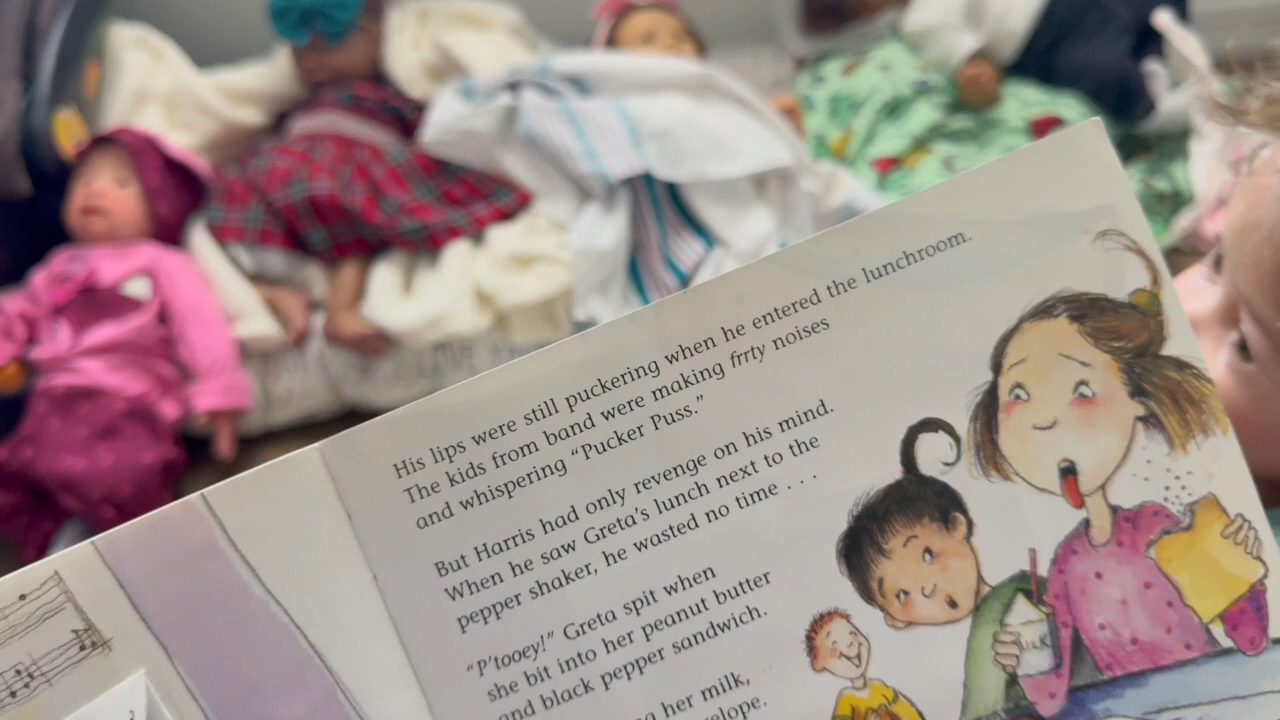 His lips were still puckering when he entered the lunchroom.
The kids from band were making frrty noises
and whispering “Pucker Puss.”
But Harris had only revenge on his mind.
When he saw Greta’s lunch next to the
pepper shaker, he wasted no time . . .
“P’tooey!” Greta spit when
she bit into her peanut butter
and black pepper sandwich.
her milk,